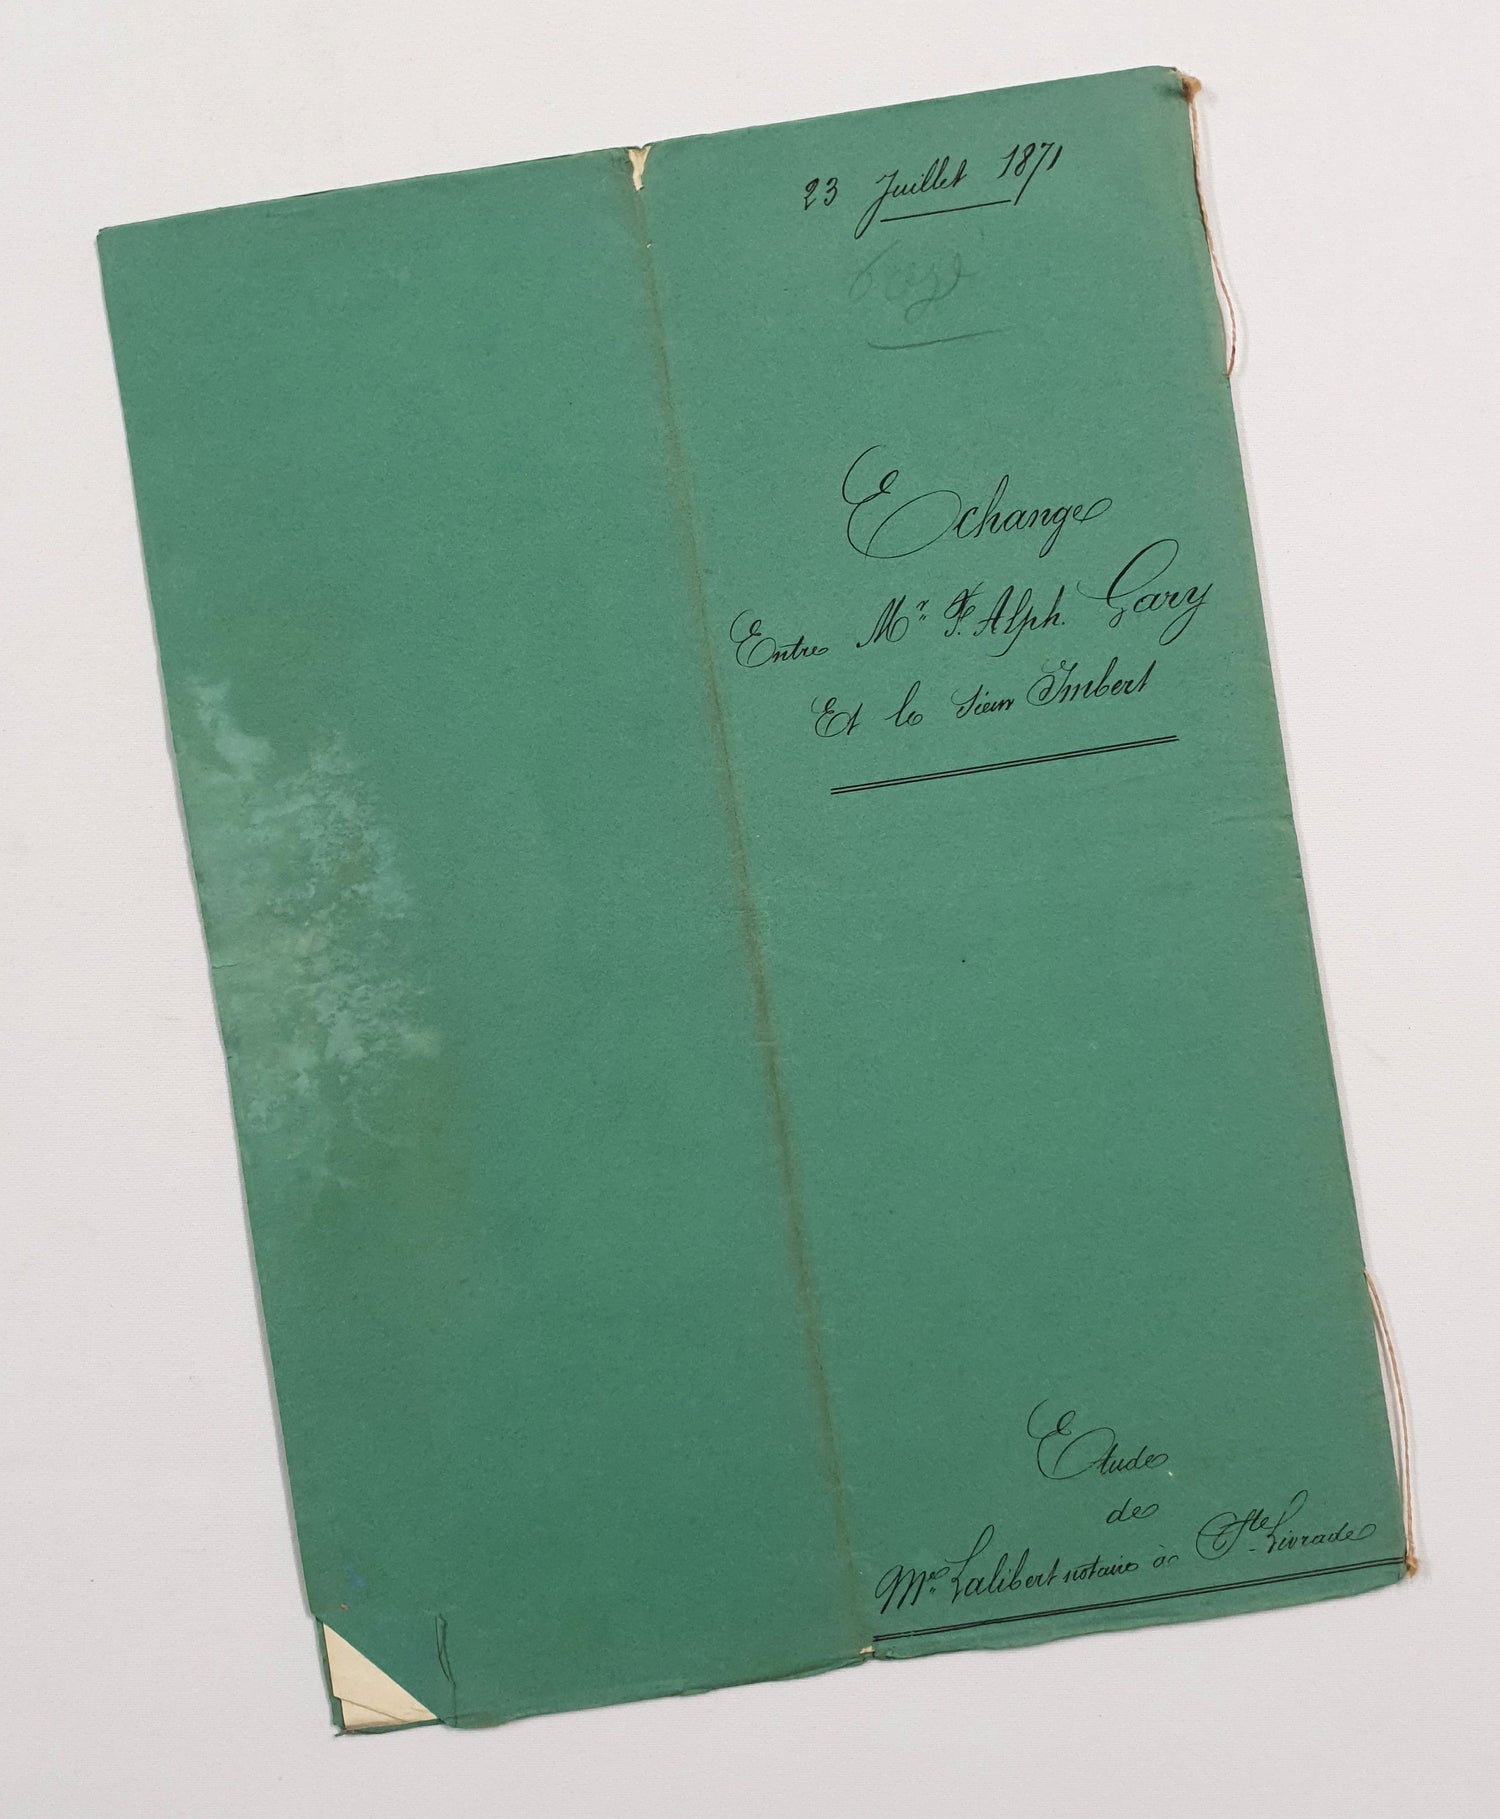 23 Juillet 1871
Echange
Entre Mr F. Alph. Gary
Et le Sieur Imbert
Etude
de
Me Lalibert notaire à Ste Livrade